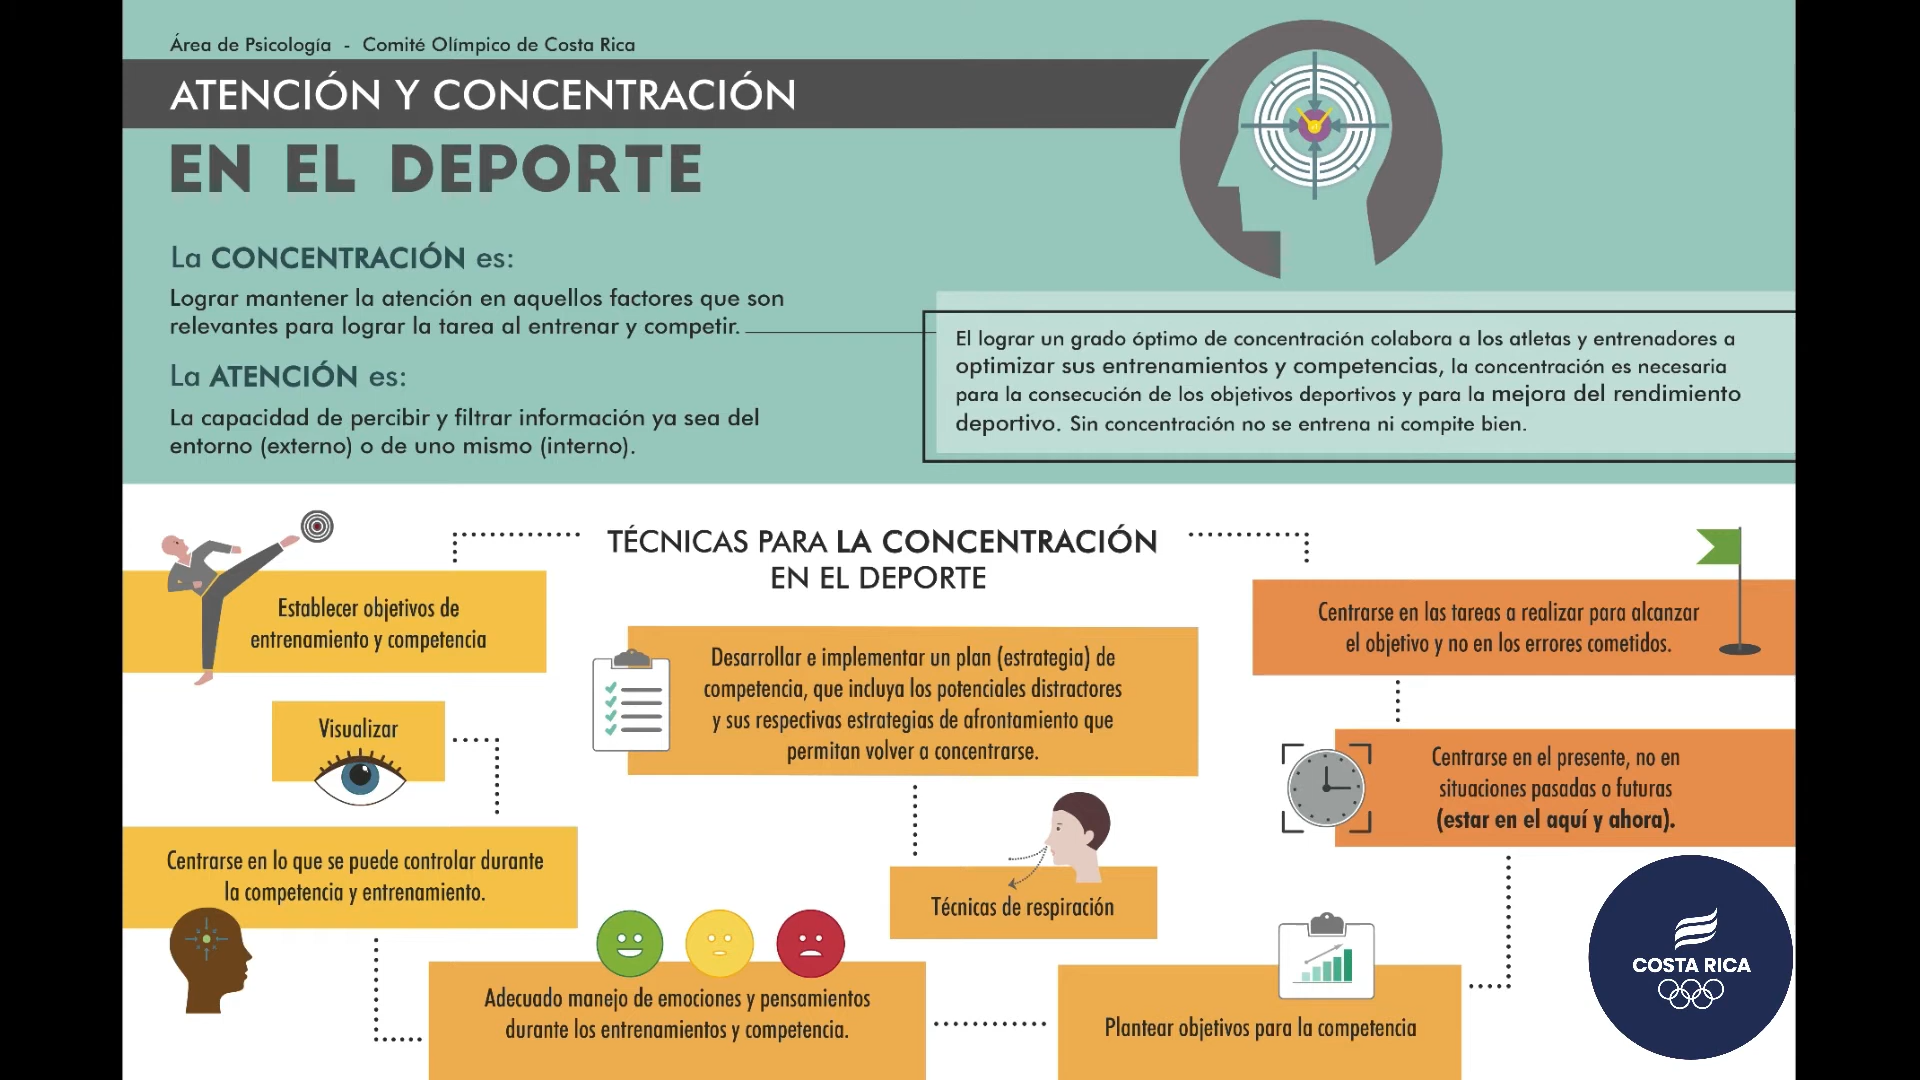 Área de Psicología - Comité Olímpico de Costa Rica
ATENCIÓN Y CONCENTRACIÓN
EN EL DEPORTE
La CONCENTRACIÓN es:
Lograr mantener la atención en aquellos factores que son
relevantes para lograr la tarea al entrenar y competir.
La ATENCIÓN es:
La capacidad de percibir y filtrar información ya sea del
entorno (externo) o de uno mismo (interno).
El lograr un grado óptimo de concentración colabora a los atletas y entrenadores a
optimizar sus entrenamientos y competencias, la concentración es necesaria
para la consecución de los objetivos deportivos y para la mejora del rendimiento
deportivo. Sin concentración no se entrena ni compite bien.
TÉCNICAS PARA LA CONCENTRACIÓN
EN EL DEPORTE
Establecer objetivos de
entrenamiento y competencia
Visualizar
Centrarse en lo que se puede controlar durante
la competencia y entrenamiento.
Adecuado manejo de emociones y pensamientos
durante los entrenamientos y competencia.
Desarrollar e implementar un plan (estrategia) de
competencia, que incluya los potenciales distractores
y sus respectivas estrategias de afrontamiento que
permitan volver a concentrarse.
Técnicas de respiración
Centrarse en las tareas a realizar para alcanzar
el objetivo y no en los errores cometidos.
Centrarse en el presente, no en
situaciones pasadas o futuras
(estar en el aquí y ahora).
Plantear objetivos para la competencia
COSTA RICA